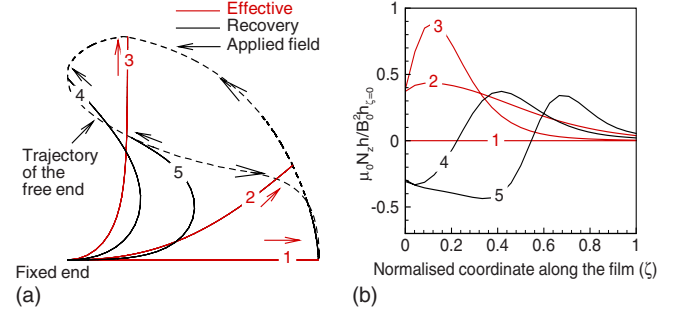 Effective
Recovery
Applied field
3
4
Trajectory
of the
free end
5
2
1
Fixed end
(a)
μ₀N_zh/B₀²h_ζ=0
1
0.5
0
-0.5
3
2
1
4
5
0 0.2 0.4 0.6 0.8 1
Normalised coordinate along the film (ζ)
(b)